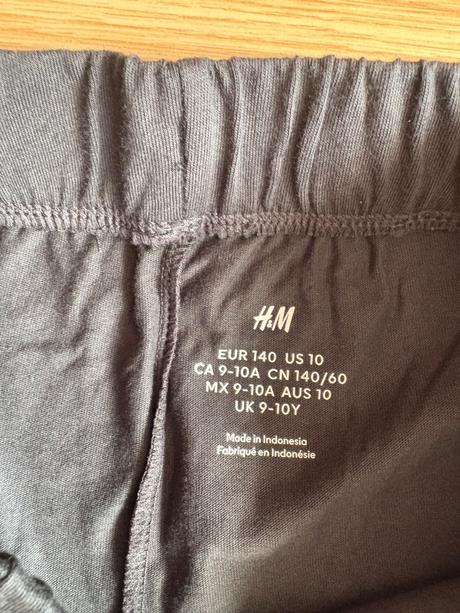 H&M
EUR 140 US 10
CA 9-10A CN 140/60
MX 9-10A AUS 10
UK 9-10Y
Made in Indonesia
Fabriqué en Indonésie